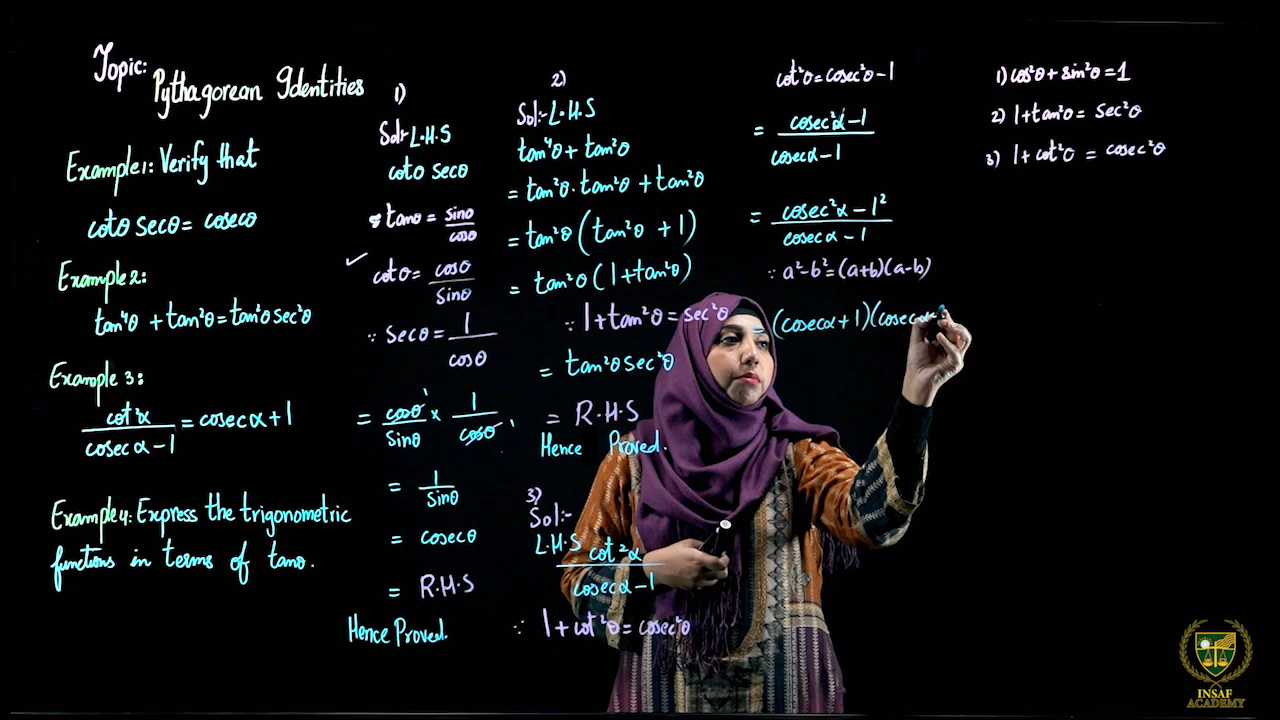 Topic:
Pythagorean Identities
Example 1: Verify that
cotθ secθ = cosecθ
Example 2:
tan⁴θ + tan²θ = tan²θ sec²θ
Example 3:
cot²α
cosec α − 1
= cosec α + 1
Example 4: Express the trigonometric
functions in terms of tanθ.
1)
Sol:- L.H.S
cotθ secθ
∵ tanθ = sinθ
cosθ
✓ cotθ = cosθ
sinθ
∵ secθ = 1
cosθ
= cosθ 1 × 1
sinθ cosθ 1
= 1
sinθ
= cosecθ
= R.H.S
Hence Proved.
2)
Sol:- L.H.S
tan⁴θ + tan²θ
= tan²θ . tan²θ + tan²θ
= tan²θ (tan²θ + 1)
= tan²θ (1 + tan²θ)
∵ 1 + tan²θ = sec²θ
= tan²θ sec²θ
= R.H.S
Hence Proved.
3)
Sol:-
L.H.S cot²α
cosec α − 1
∵ 1 + cot²θ = cosec²θ
cot²θ = cosec²θ − 1
= cosec²α − 1
cosecα − 1
= cosec²α − 1²
cosecα − 1
∵ a² − b² = (a+b)(a−b)
= (cosecα + 1)(cosecα
1) cos²θ + sin²θ = 1
2) 1 + tan²θ = sec²θ
3) 1 + cot²θ = cosec²θ
INSAF
ACADEMY